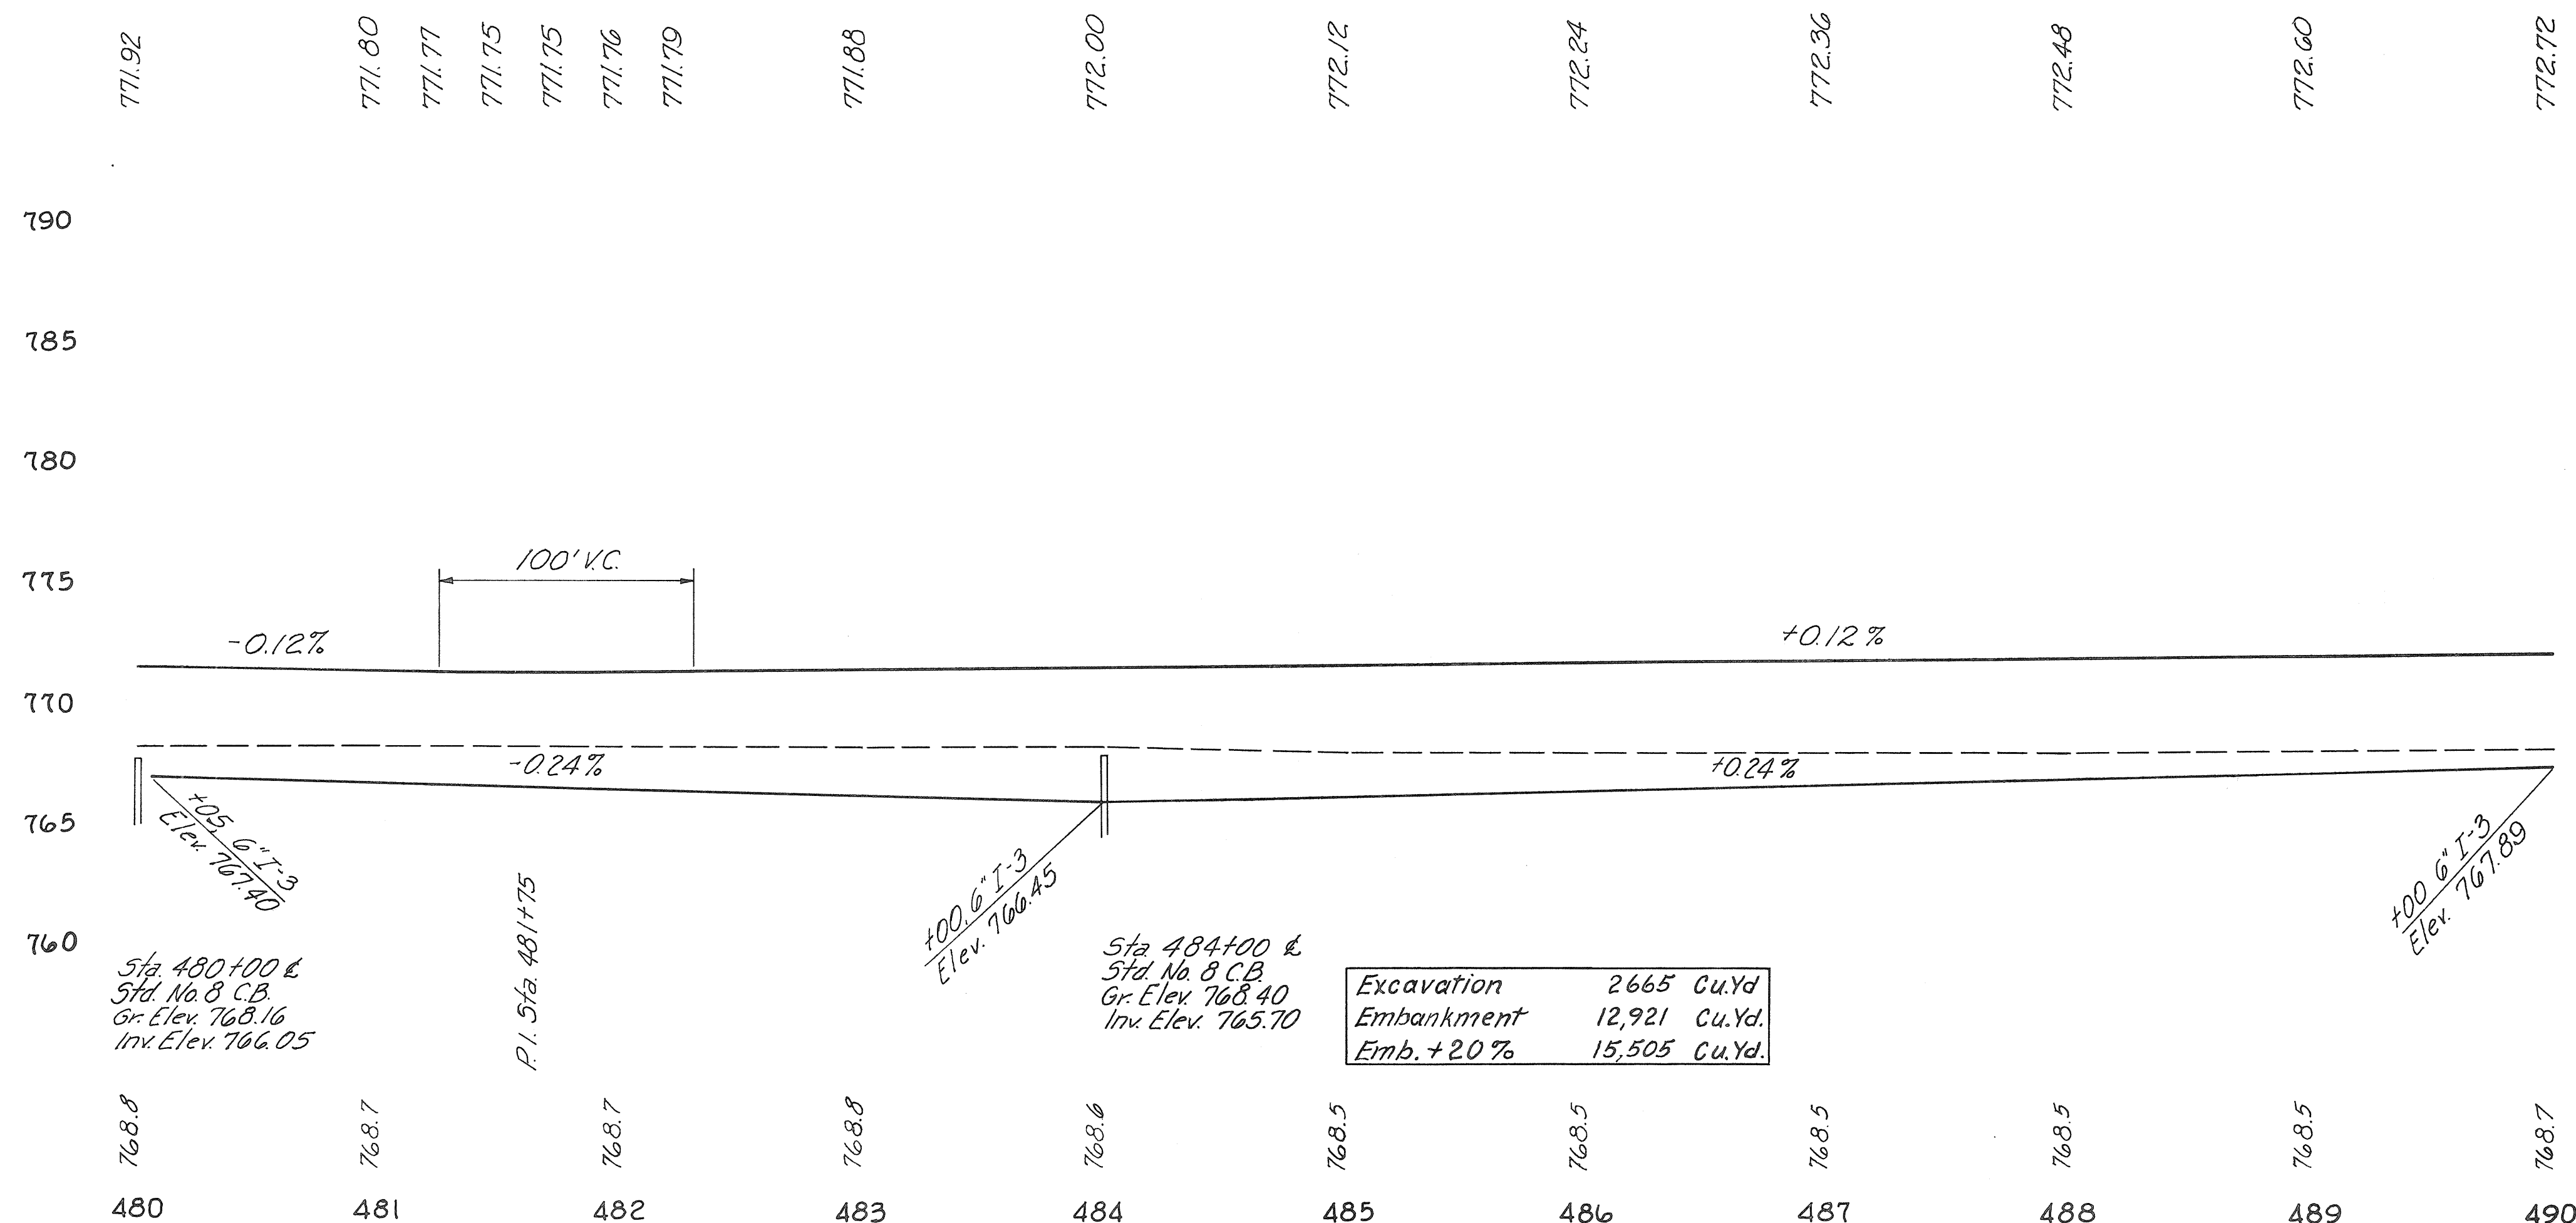 771.92 771.80 771.77 771.75 771.75 771.76 771.79 771.88 772.00 772.12 772.24 772.36 772.48 772.60 772.72
790
785
780
775
100' V.C.
-0.12%
+0.12%
770
-0.24%
+0.24%
765
+05, 6" I-3
Elev. 767.40
+00, 6" I-3
Elev. 766.45
+00 6" I-3
Elev. 767.89
760
P.I. Sta. 481+75
Sta. 480+00 ℄
Std. No. 8 C.B.
Gr. Elev. 768.16
Inv. Elev. 766.05
Sta. 484+00 ℄
Std. No. 8 C.B.
Gr. Elev. 768.40
Inv. Elev. 765.70
Excavation 2665 Cu.Yd
Embankment 12,921 Cu.Yd.
Emb. +20% 15,505 Cu.Yd.
768.8 768.7 768.7 768.8 768.6 768.5 768.5 768.5 768.5 768.5 768.7
480 481 482 483 484 485 486 487 488 489 490